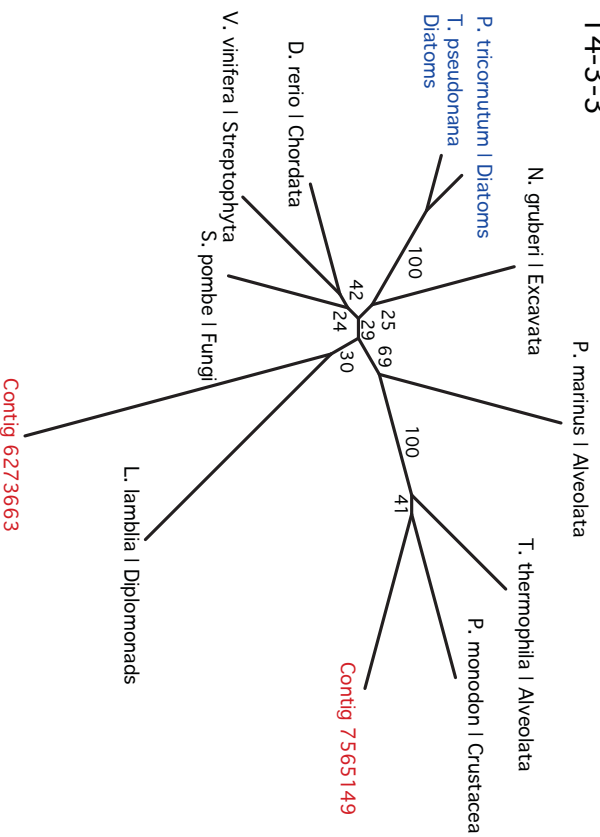 14-3-3
P. marinus | Alveolata
N. gruberi | Excavata
T. thermophila | Alveolata
P. tricornutum | Diatoms
P. monodon | Crustacea
T. pseudonana
Diatoms
100
100
41
25
69
29
42
Contig 7565149
30
24
D. rerio | Chordata
V. vinifera | Streptophyta
S. pombe | Fungi
L. lamblia | Diplomonads
Contig 6273663